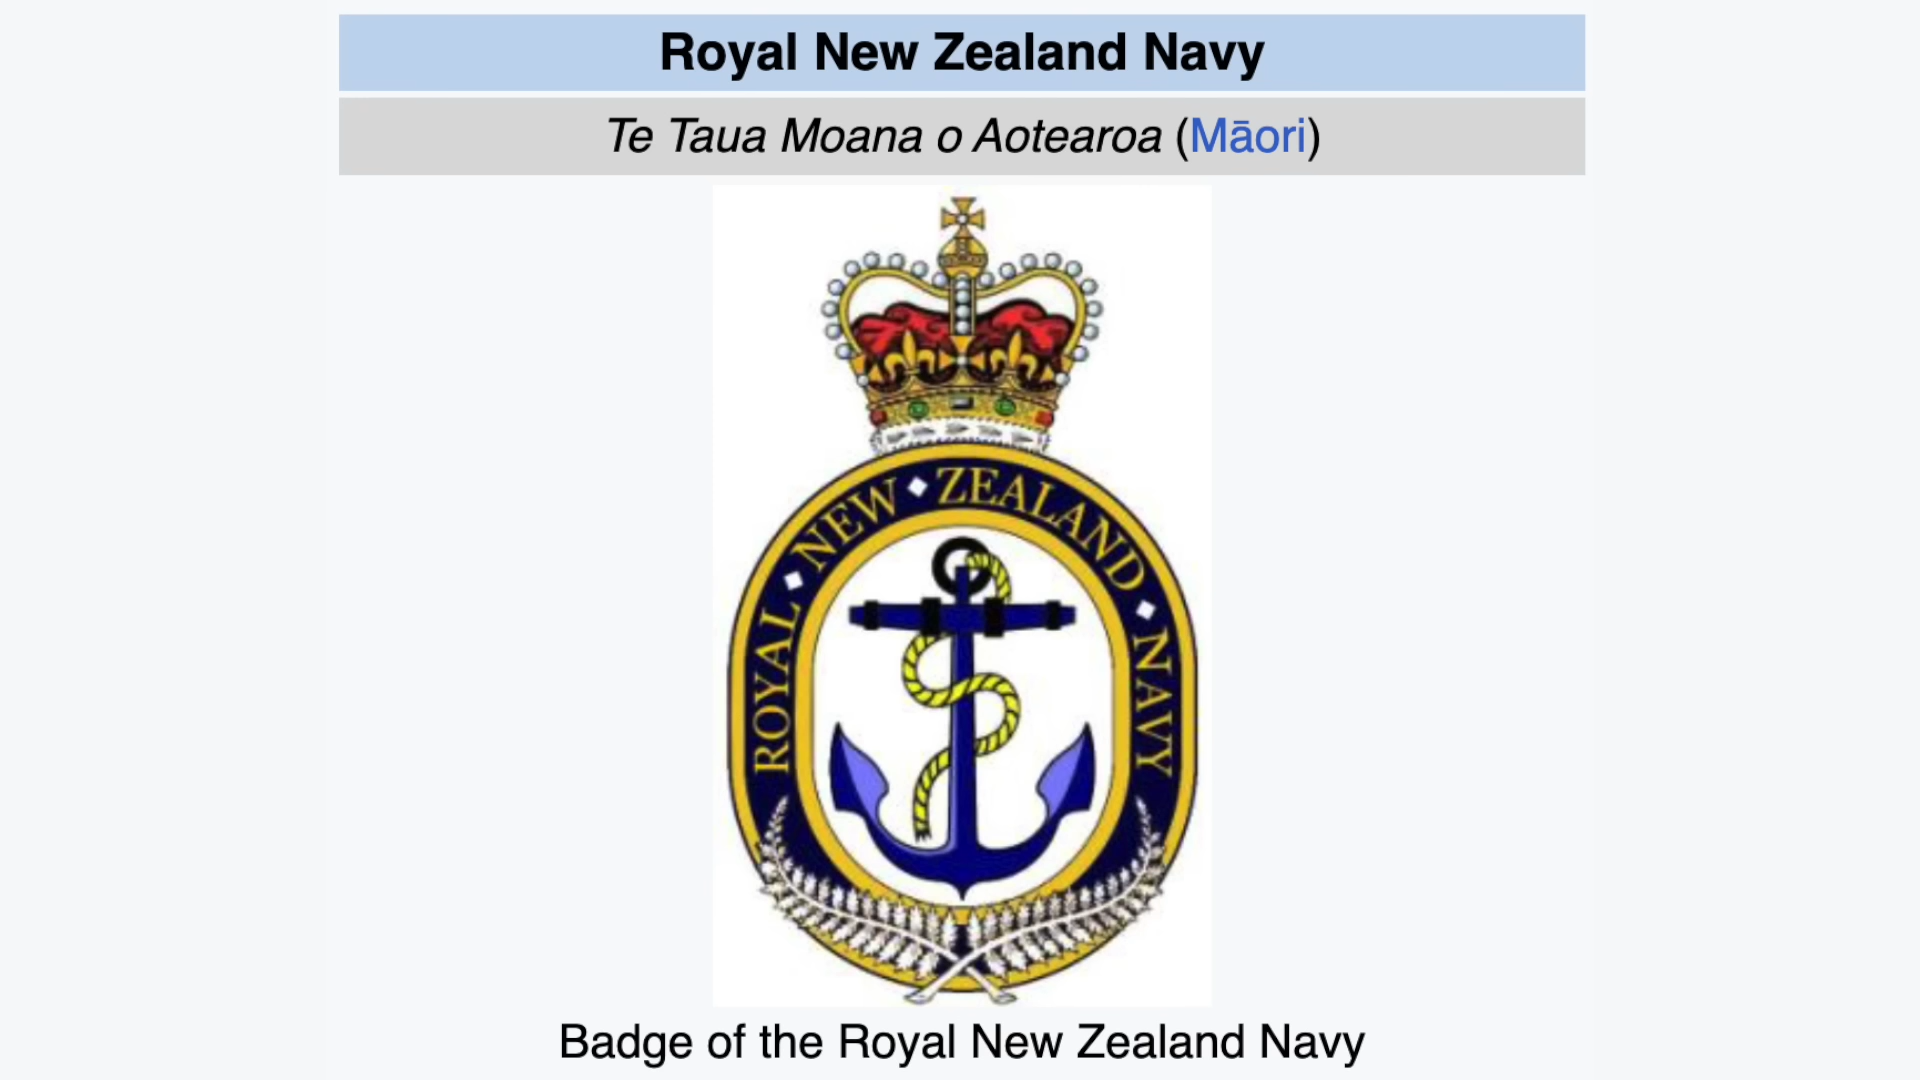 Royal New Zealand Navy
Te Taua Moana o Aotearoa (Māori)
ROYAL NEW ZEALAND NAVY
Badge of the Royal New Zealand Navy